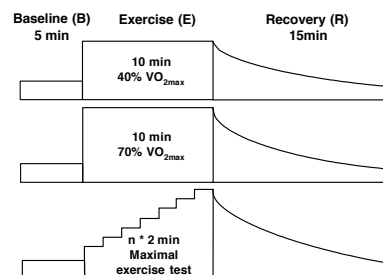 Baseline (B) Exercise (E) Recovery (R)
5 min 15min
10 min
40% VO2max
10 min
70% VO2max
n * 2 min
Maximal
exercise test